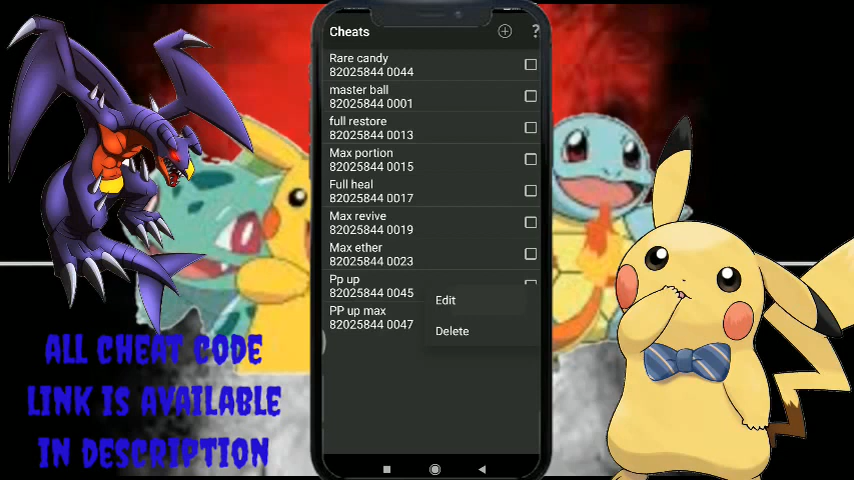 Cheats
?
Rare candy
82025844 0044
master ball
82025844 0001
full restore
82025844 0013
Max portion
82025844 0015
Full heal
82025844 0017
Max revive
82025844 0019
Max ether
82025844 0023
Pp up
82025844 0045
PP up max
82025844 0047
Edit
Delete
ALL CHEAT CODE
LINK IS AVAILABLE
IN DESCRIPTION